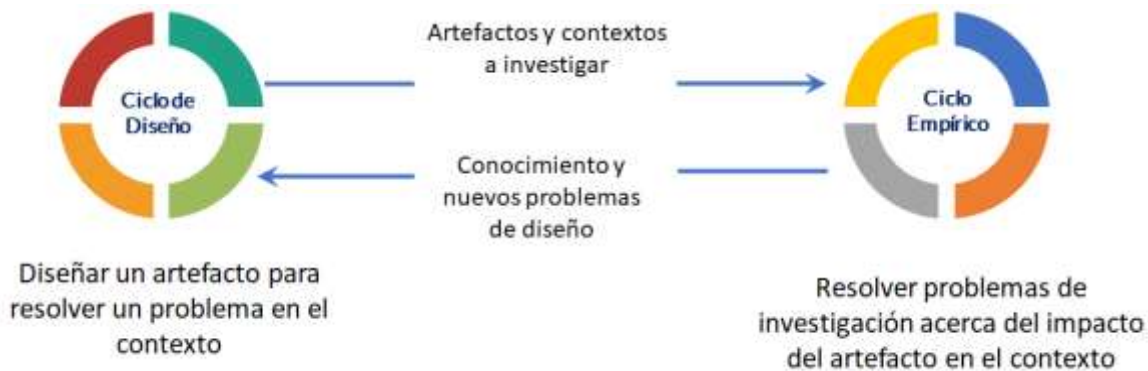 Ciclo de
Diseño
Artefactos y contextos
a investigar
Ciclo
Empírico
Conocimiento y
nuevos problemas
de diseño
Diseñar un artefacto para
resolver un problema en el
contexto
Resolver problemas de
investigación acerca del impacto
del artefacto en el contexto